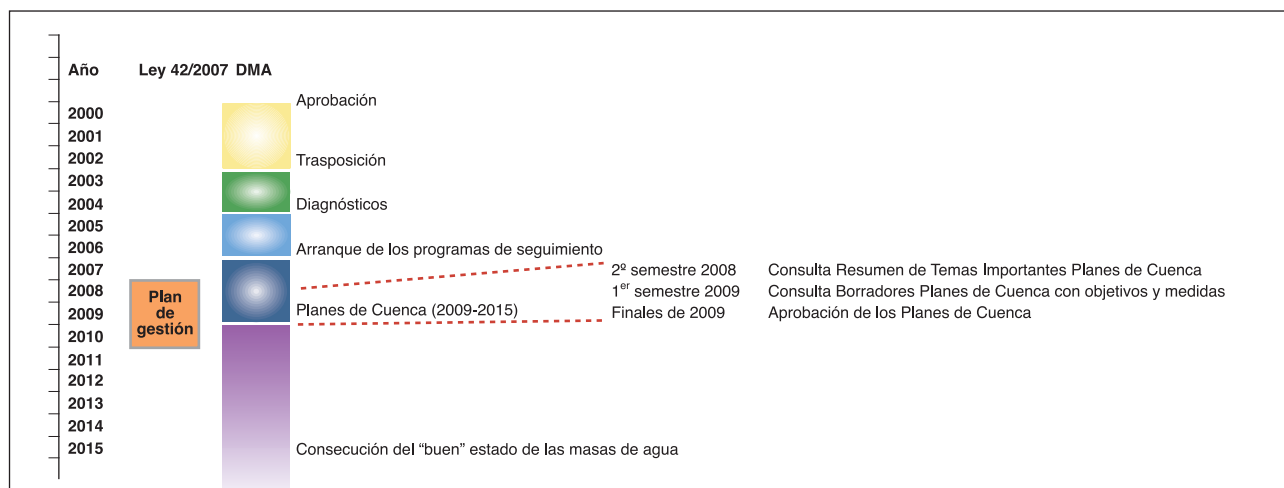 Año Ley 42/2007 DMA
Aprobación
2000
2001
2002
Trasposición
2003
2004
Diagnósticos
2005
2006
Arranque de los programas de seguimiento
2007
2º semestre 2008 Consulta Resumen de Temas Importantes Planes de Cuenca
2008
1er semestre 2009 Consulta Borradores Planes de Cuenca con objetivos y medidas
Plan
de
gestión
2009
Planes de Cuenca (2009-2015)
Finales de 2009 Aprobación de los Planes de Cuenca
2010
2011
2012
2013
2014
2015
Consecución del “buen” estado de las masas de agua